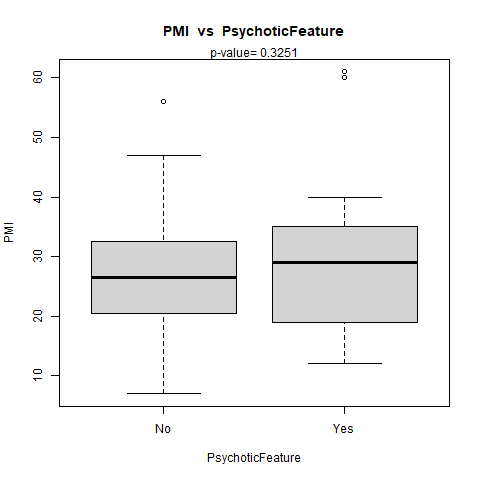 PMI vs PsychoticFeature
p-value= 0.3251
60
50
40
30
20
10
PMI
No
Yes
PsychoticFeature